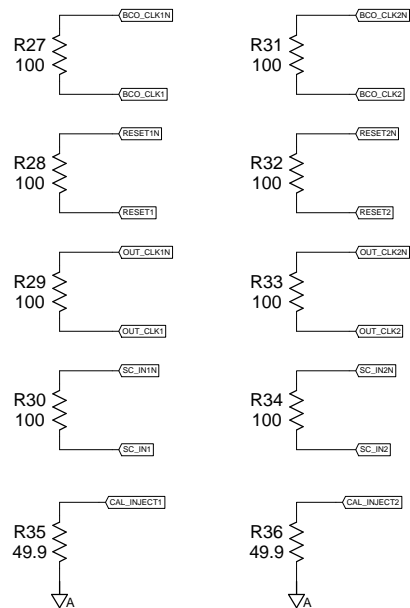 BCO_CLK1N
R27
100
BCO_CLK1
RESET1N
R28
100
RESET1
OUT_CLK1N
R29
100
OUT_CLK1
SC_IN1N
R30
100
SC_IN1
CAL_INJECT1
R35
49.9
A
BCO_CLK2N
R31
100
BCO_CLK2
RESET2N
R32
100
RESET2
OUT_CLK2N
R33
100
OUT_CLK2
SC_IN2N
R34
100
SC_IN2
CAL_INJECT2
R36
49.9
A